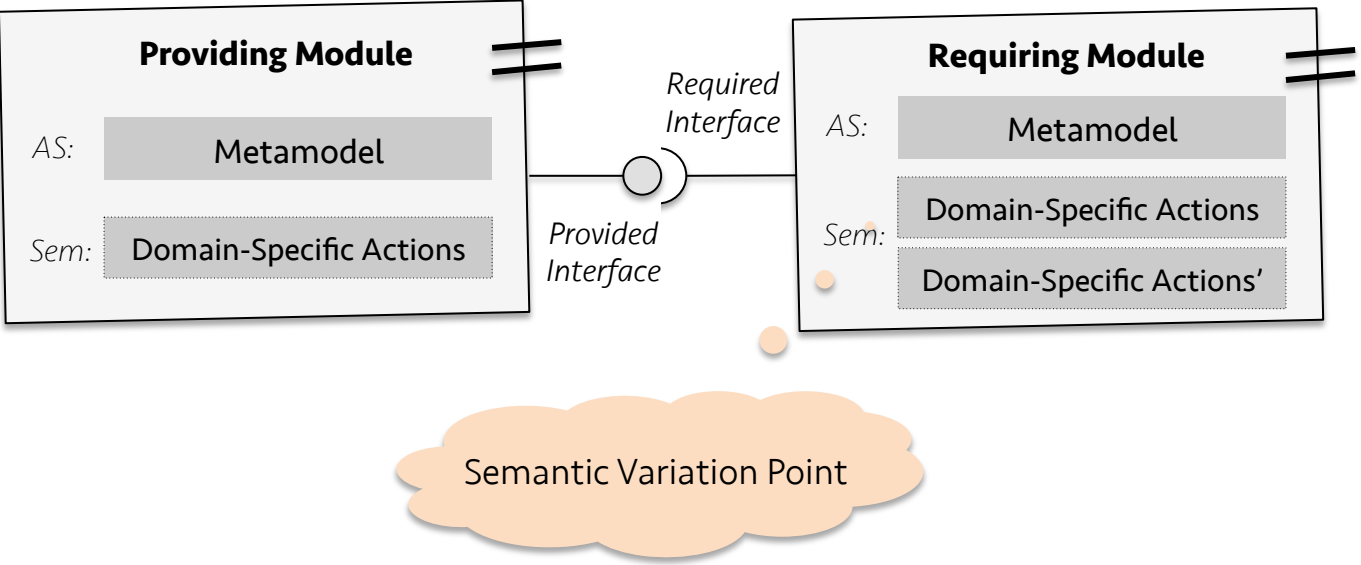 Providing Module
AS:
Metamodel
Sem:
Domain-Specific Actions
Required
Interface
Provided
Interface
Requiring Module
AS:
Metamodel
Sem:
Domain-Specific Actions
Domain-Specific Actions’
Semantic Variation Point